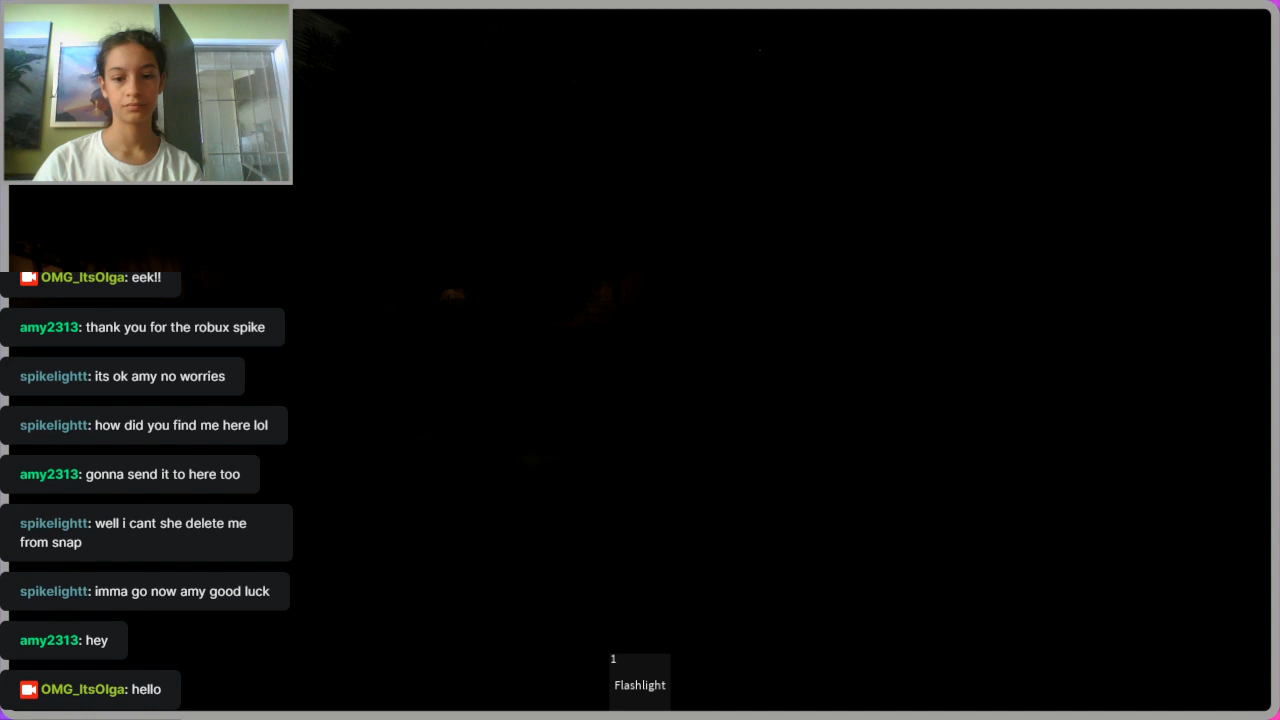 OMG_ItsOlga: eek!!
amy2313: thank you for the robux spike
spikelightt: its ok amy no worries
spikelightt: how did you find me here lol
amy2313: gonna send it to here too
spikelightt: well i cant she delete me
from snap
spikelightt: imma go now amy good luck
amy2313: hey
OMG_ItsOlga: hello
1
Flashlight